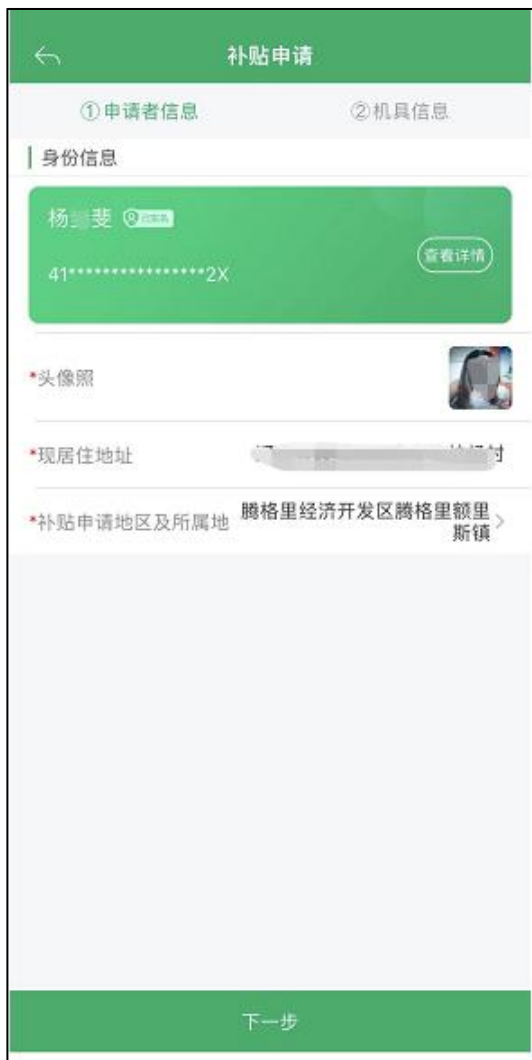 补贴申请
①申请者信息 ②机具信息
身份信息
杨 斐
41****************2X
查看详情
*头像照
*现居住地址
村
*补贴申请地区及所属地
腾格里经济开发区腾格里额里
斯镇
下一步